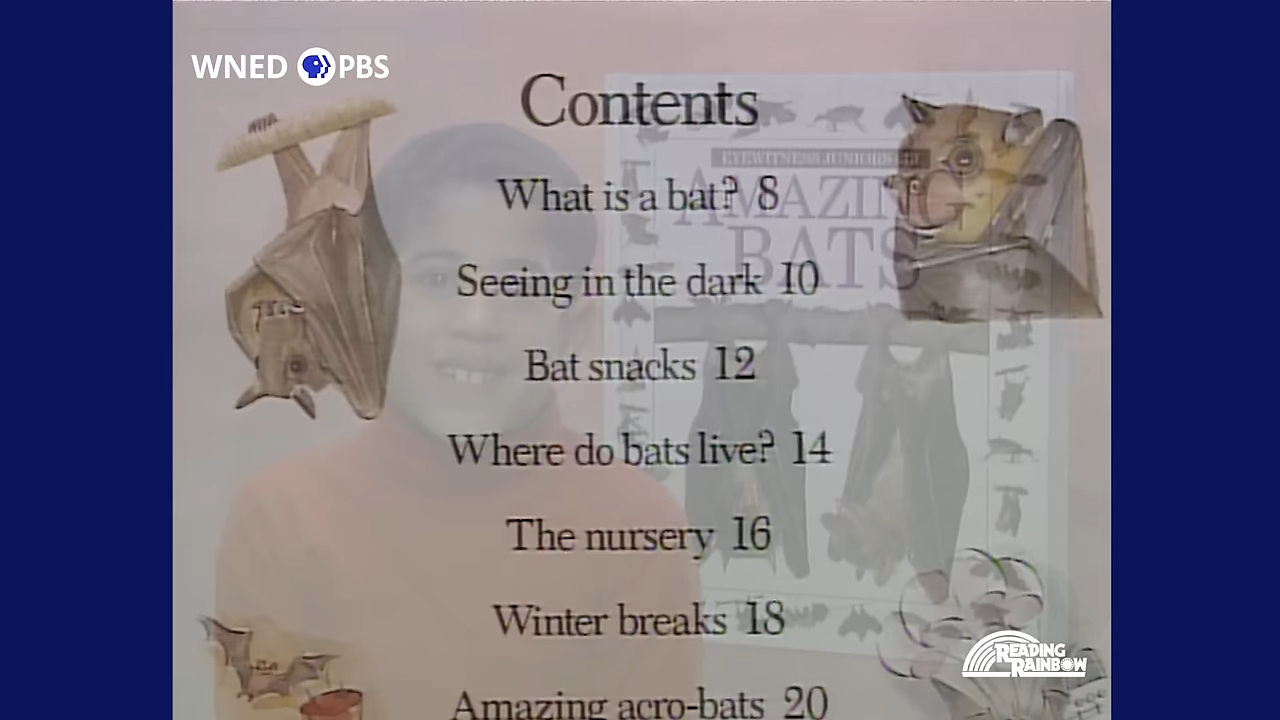 WNED PBS
Contents
EYEWITNESS JUNIORS
AMAZING
BATS
What is a bat? 8
Seeing in the dark 10
Bat snacks 12
Where do bats live? 14
The nursery 16
Winter breaks 18
Amazing acro-bats 20
READING
RAINBOW